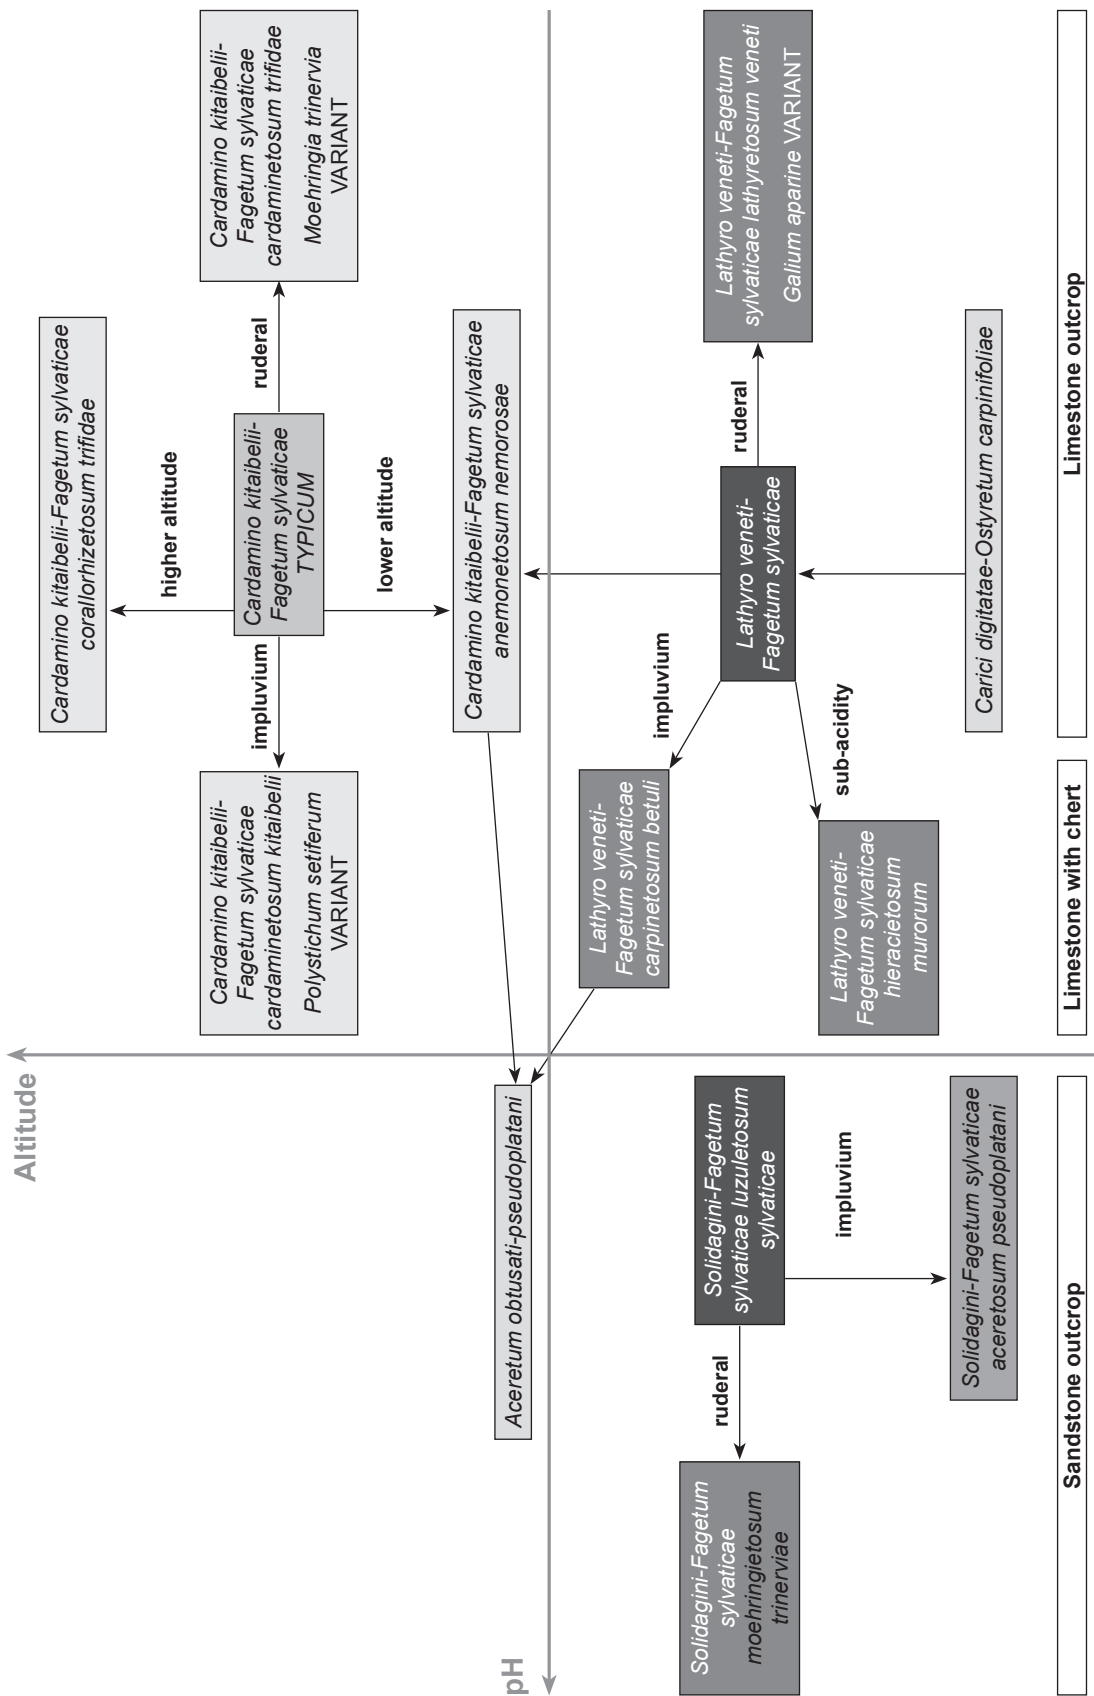 Altitude
Cardamino kitaibelii-Fagetum sylvaticae
corallorhizetosum trifidae
higher altitude
Cardamino kitaibelii-
Fagetum sylvaticae
cardaminetosum kitaibelii
Polystichum setiferum
VARIANT
impluvium
Cardamino kitaibelii-
Fagetum sylvaticae
TYPICUM
ruderal
Cardamino kitaibelii-
Fagetum sylvaticae
cardaminetosum trifidae
Moehringia trinervia
VARIANT
lower altitude
Cardamino kitaibelii-Fagetum sylvaticae
anemonetosum nemorosae
Aceretum obtusati-pseudoplatani
pH
Lathyro veneti-
Fagetum sylvaticae
carpinetosum betuli
impluvium
Solidagini-Fagetum
sylvaticae
moehringietosum
trinerviae
ruderal
Solidagini-Fagetum
sylvaticae luzuletosum
sylvaticae
Lathyro veneti-
Fagetum sylvaticae
ruderal
Lathyro veneti-Fagetum
sylvaticae lathyretosum veneti
Galium aparine VARIANT
impluvium
sub-acidity
Lathyro veneti-
Fagetum sylvaticae
hieracietosum
murorum
Solidagini-Fagetum sylvaticae
aceretosum pseudoplatani
Carici digitatae-Ostyretum carpinifoliae
Sandstone outcrop
Limestone with chert
Limestone outcrop